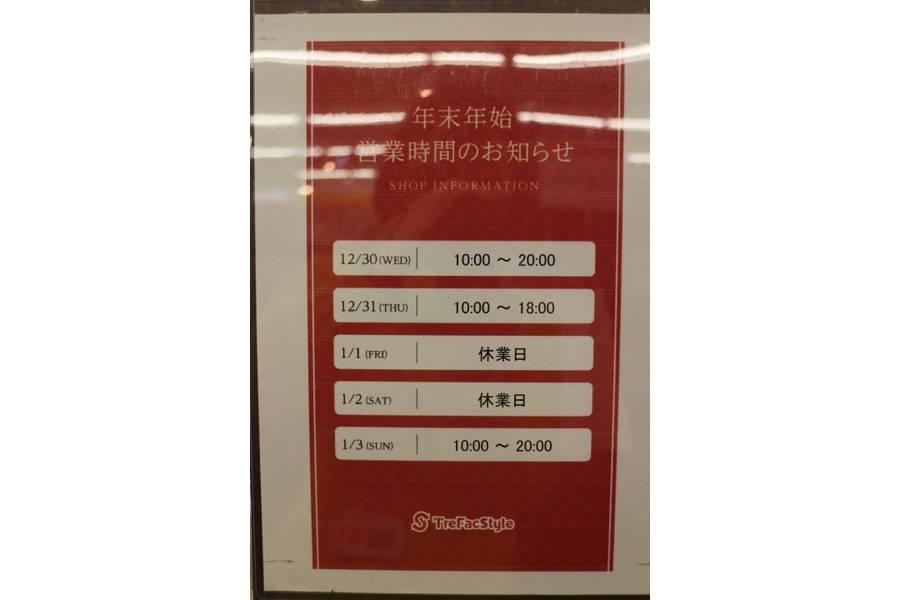 年末年始
営業時間のお知らせ
SHOP INFORMATION
12/30(WED) 10:00 ～ 20:00
12/31(THU) 10:00 ～ 18:00
1/1 (FRI) 休業日
1/2 (SAT) 休業日
1/3 (SUN) 10:00 ～ 20:00
TreFacStyle